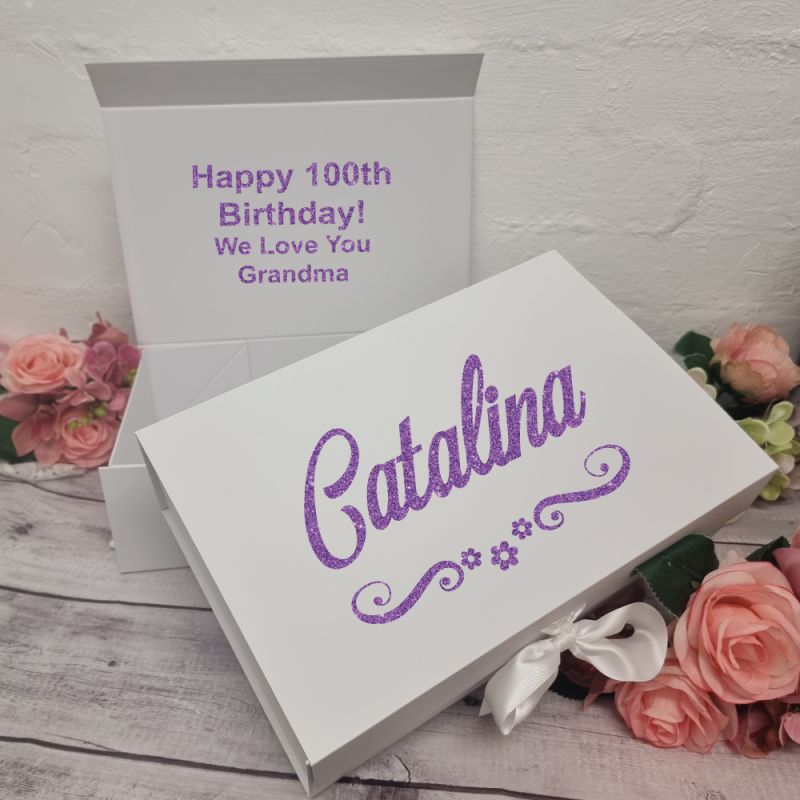 Happy 100th
Birthday!
We Love You
Grandma
Catalina